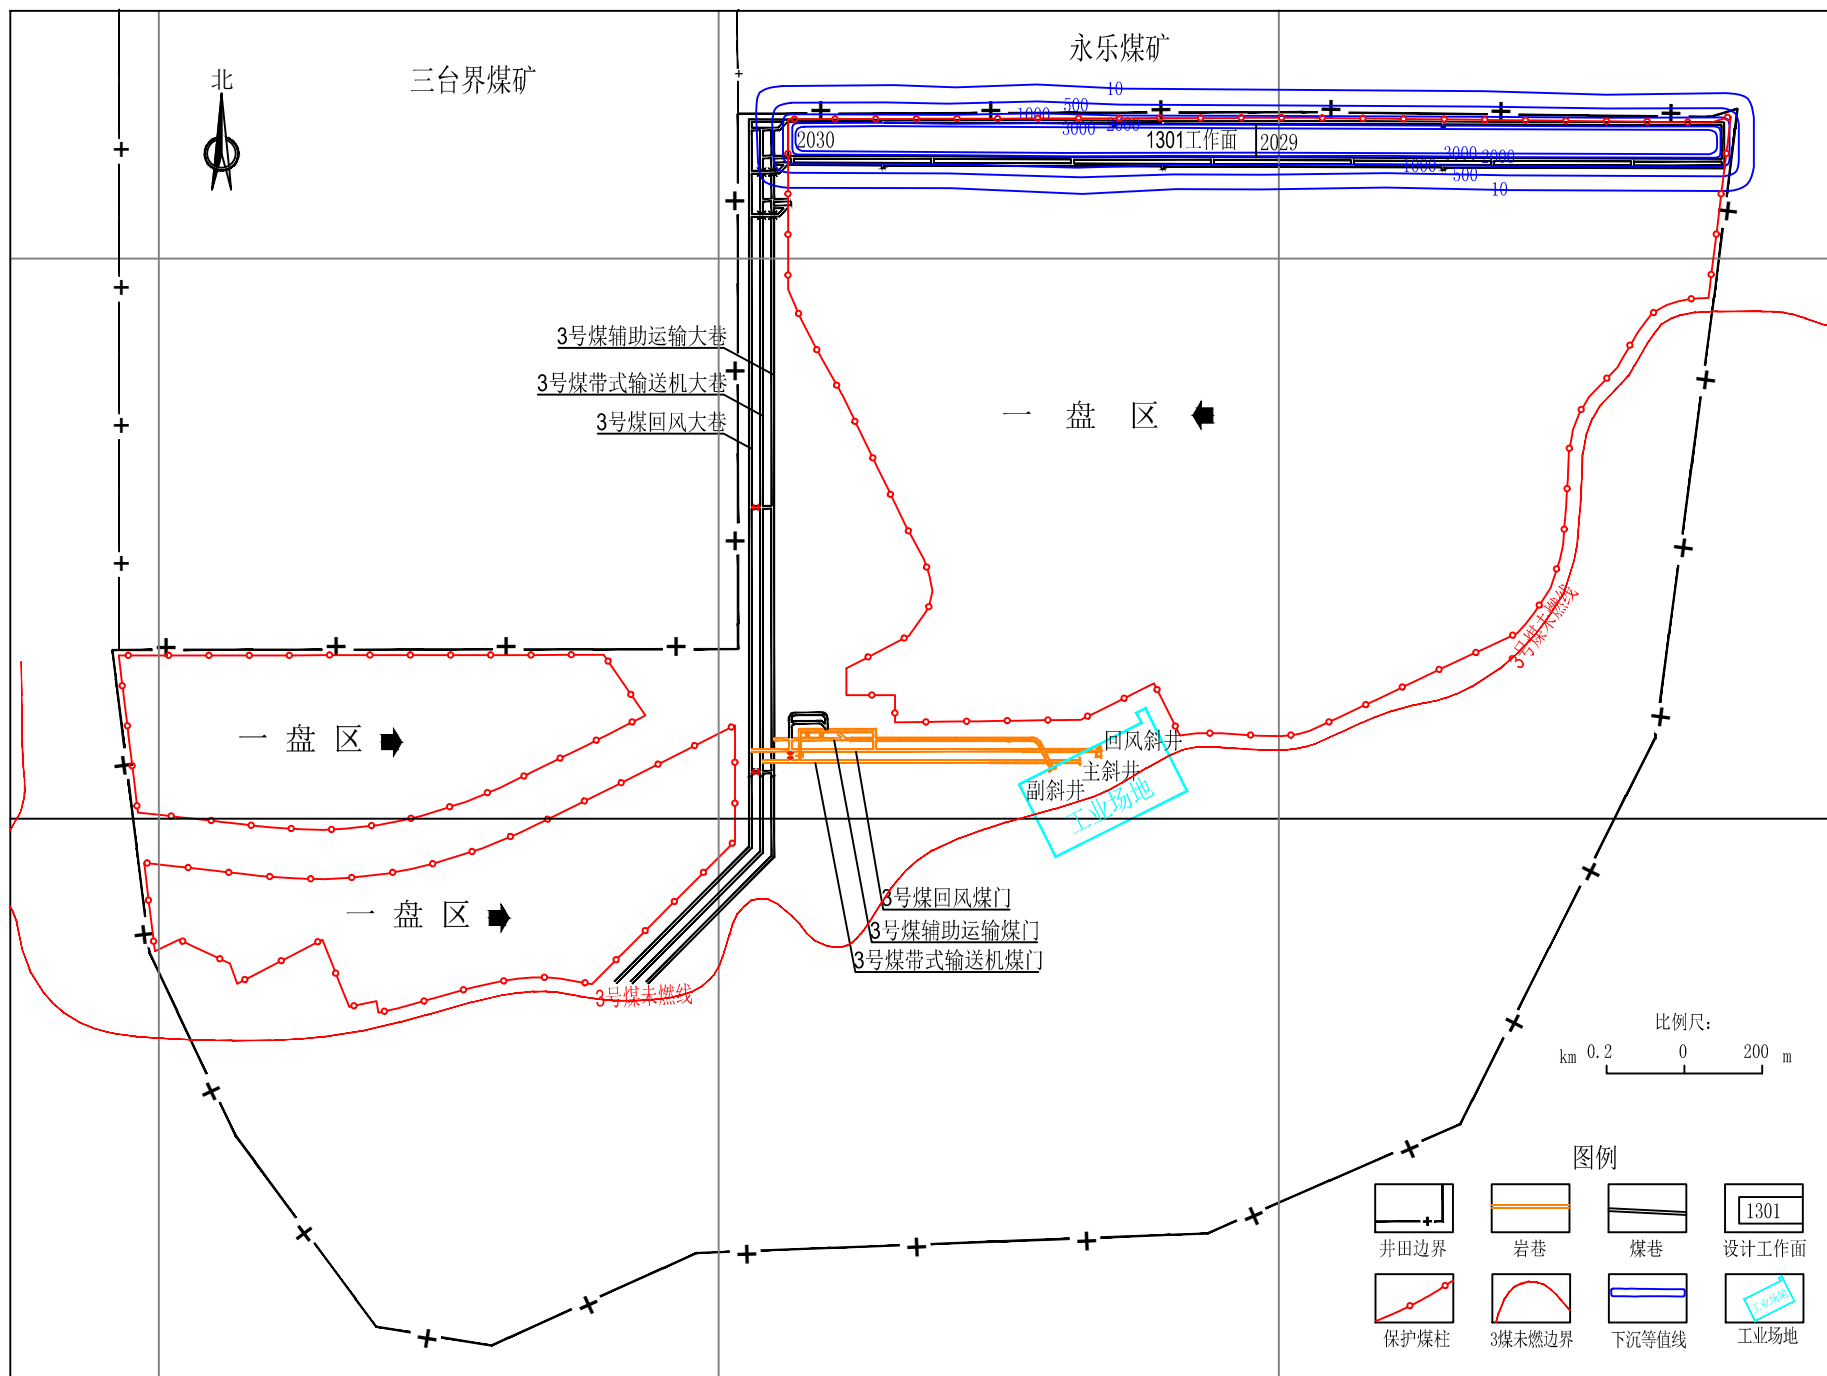 永乐煤矿
三台界煤矿
北
10
500
1000
2000
3000
2030
1301工作面
2029
3000
2000
1000
500
10
3号煤辅助运输大巷
3号煤带式输送机大巷
3号煤回风大巷
一 盘 区
3号煤未燃线
一 盘 区
回风斜井
主斜井
副斜井
工业场地
一 盘 区
3号煤回风煤门
3号煤辅助运输煤门
3号煤带式输送机煤门
3号煤未燃线
比例尺:
km 0.2 0 200 m
图例
1301
井田边界
岩巷
煤巷
设计工作面
工业场地
保护煤柱
3煤未燃边界
下沉等值线
工业场地